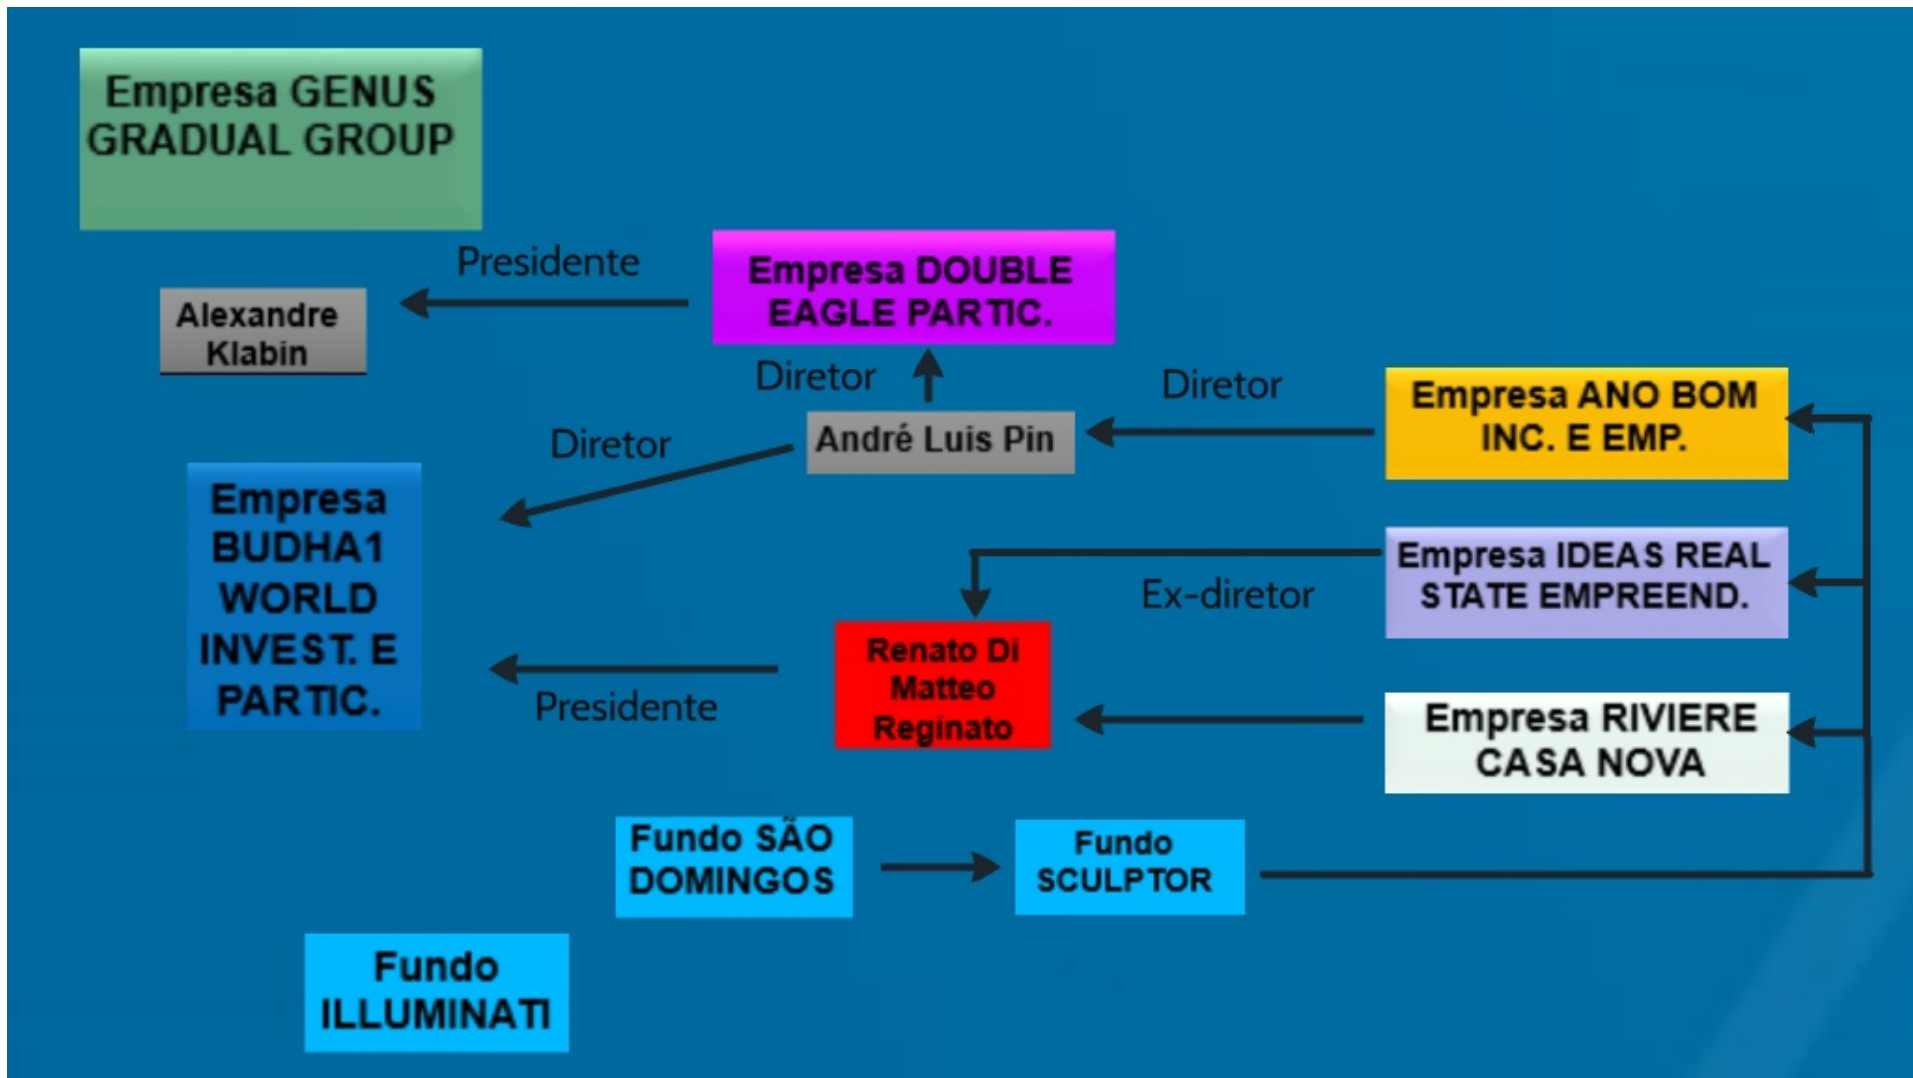 Empresa GENUS
GRADUAL GROUP
Presidente
Empresa DOUBLE
EAGLE PARTIC.
Alexandre
Klabin
Diretor
Diretor
Empresa ANO BOM
INC. E EMP.
Diretor
André Luis Pin
Empresa
BUDHA1
WORLD
INVEST. E
PARTIC.
Empresa IDEAS REAL
STATE EMPREEND.
Ex-diretor
Renato Di
Matteo
Reginato
Presidente
Empresa RIVIERE
CASA NOVA
Fundo SÃO
DOMINGOS
Fundo
SCULPTOR
Fundo
ILLUMINATI